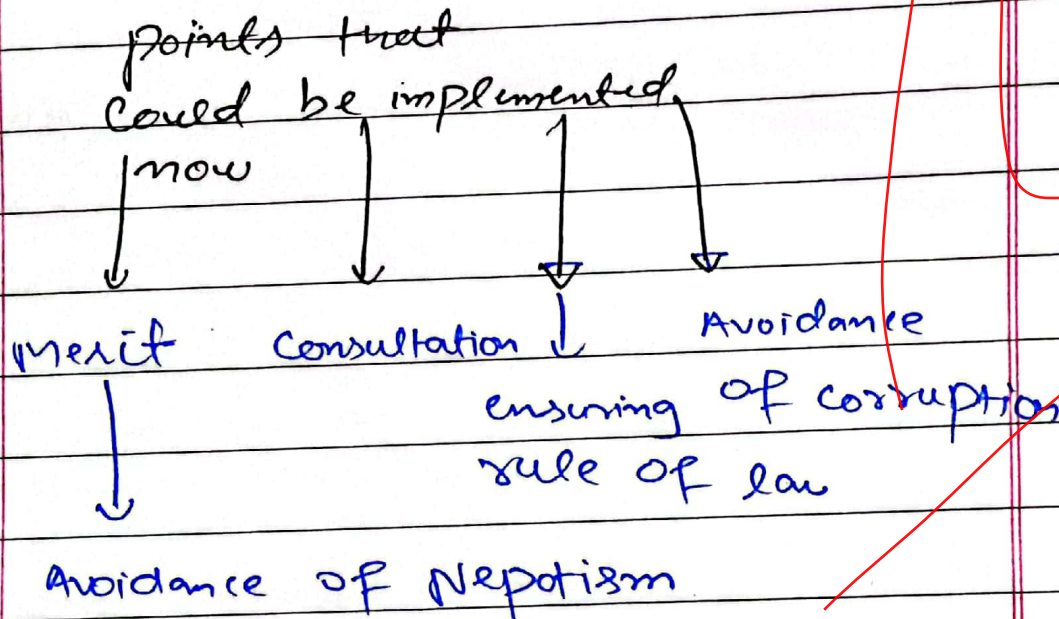 points that
could be implemented
now
Merit Consultation Avoidance
ensuring of corruption
rule of law
Avoidance of Nepotism